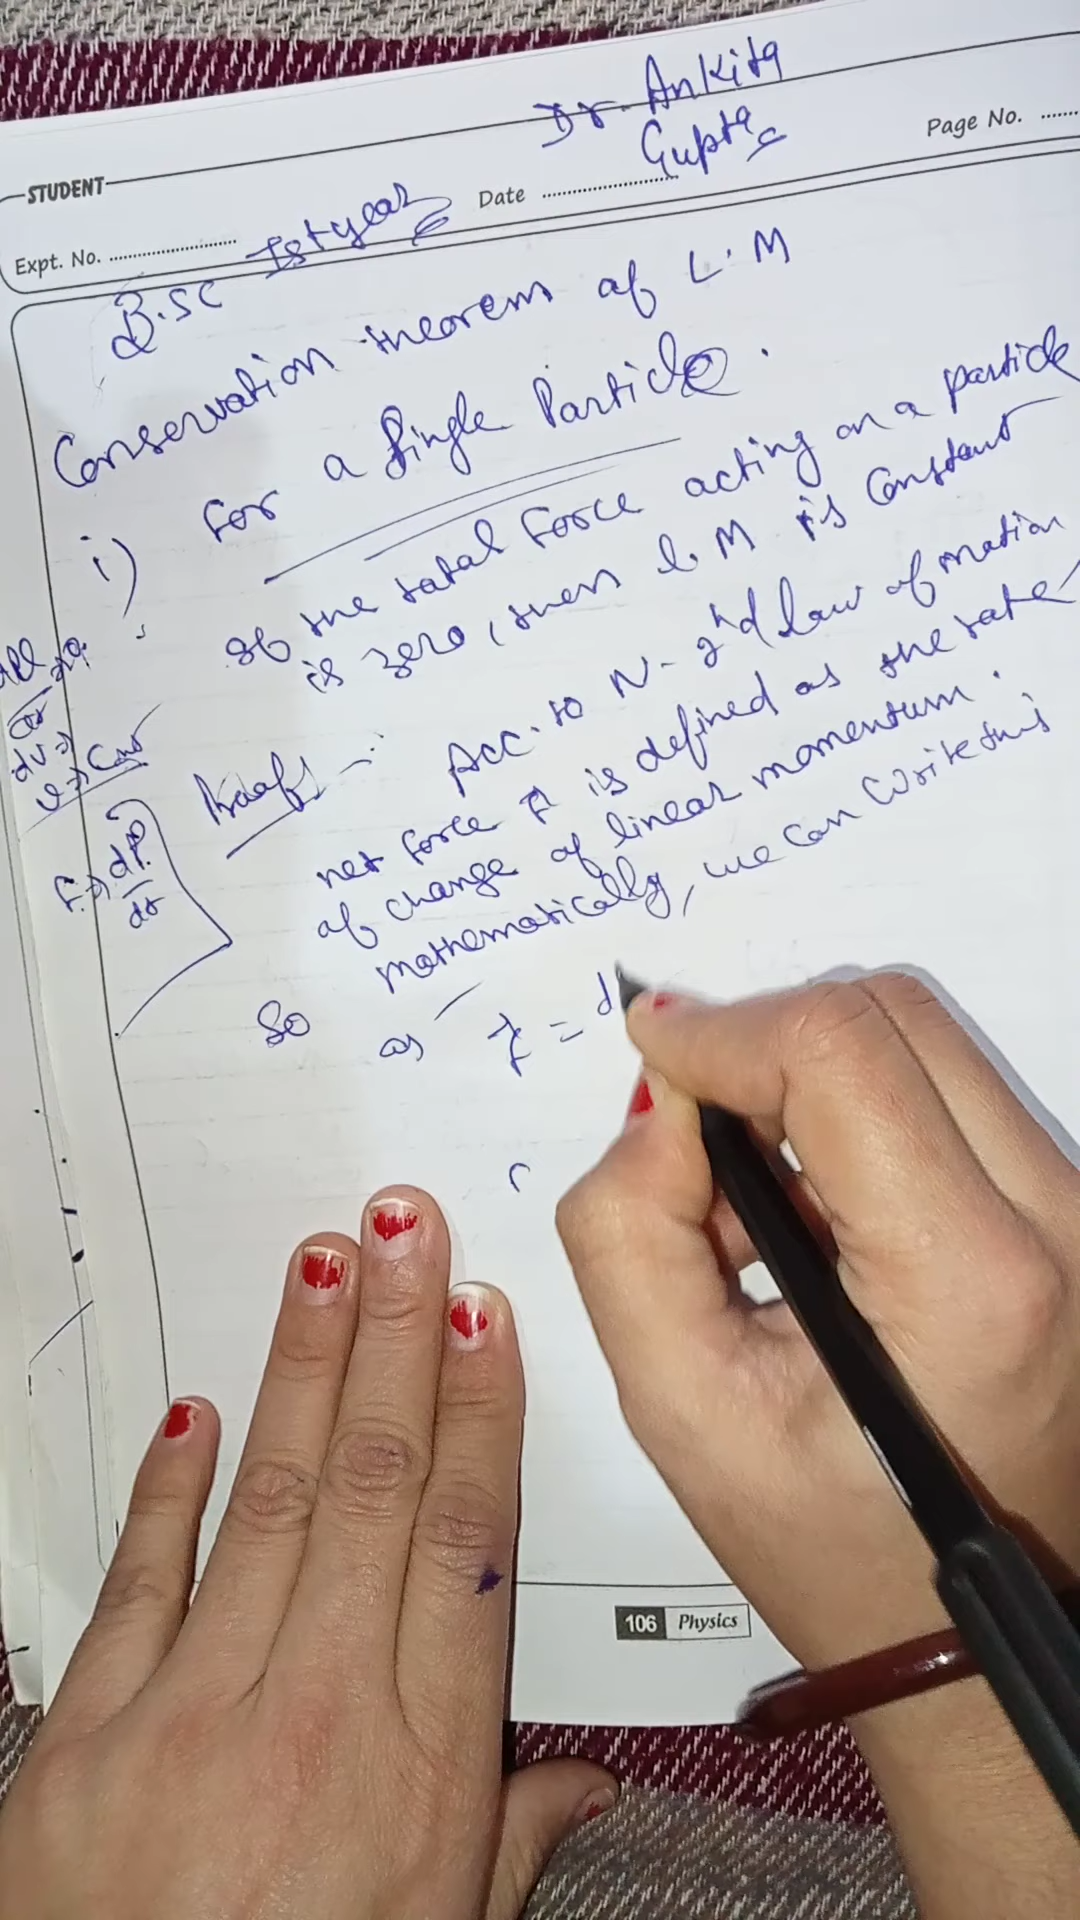 Dr. Ankita
Gupta
STUDENT
Date ....................
Page No. ......
Expt. No. ....................
Ist year
B.Sc
Conservation theorem of L.M
i) For a Single Particle.
If the total Force acting on a particle
is zero, then L.M is constant
Proof :- Acc. to N-2nd law of motion
net force F is defined as the rate
of change of linear momentum.
So mathematically, we can write this
as F = d
F = dP
dt
106 Physics